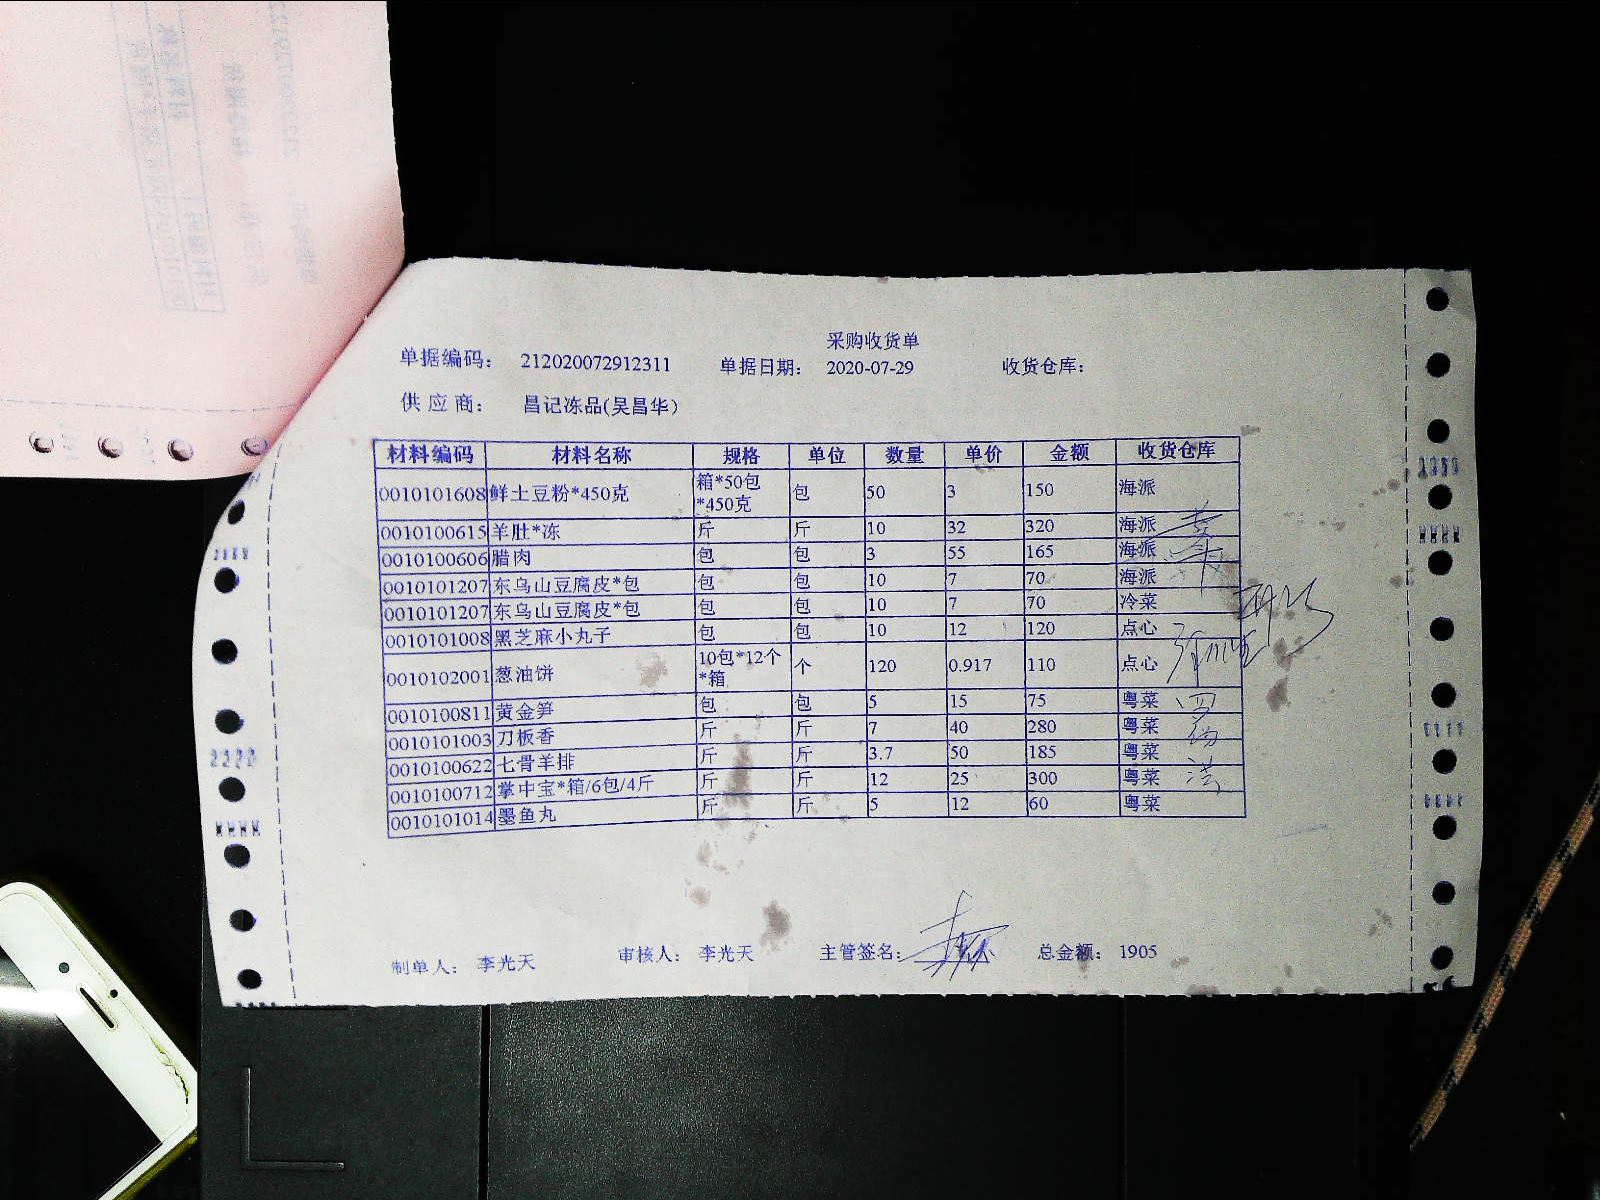 采购收货单
单据编码： 212020072912311 单据日期： 2020-07-29 收货仓库：
供应商： 昌记冻品(吴昌华）
材料编码 材料名称 规格 单位 数量 单价 金额 收货仓库
0010101608 鲜土豆粉*450克 箱*50包*450克 包 50 3 150 海派
0010100615 羊肚*冻 斤 斤 10 32 320 海派
0010100606 腊肉 包 包 3 55 165 海派
0010101207 东乌山豆腐皮*包 包 包 10 7 70 海派
0010101207 东乌山豆腐皮*包 包 包 10 7 70 冷菜
0010101008 黑芝麻小丸子 包 包 10 12 120 点心
0010102001 葱油饼 10包*12个*箱 个 120 0.917 110 点心
0010100811 黄金笋 包 包 5 15 75 粤菜
0010101003 刀板香 斤 斤 7 40 280 粤菜
0010100622 七骨羊排 斤 斤 3.7 50 185 粤菜
0010100712 掌中宝*箱/6包/4斤 斤 斤 12 25 300 粤菜
0010101014 墨鱼丸 斤 斤 5 12 60 粤菜
制单人： 李光天 审核人： 李光天 主管签名： 总金额： 1905